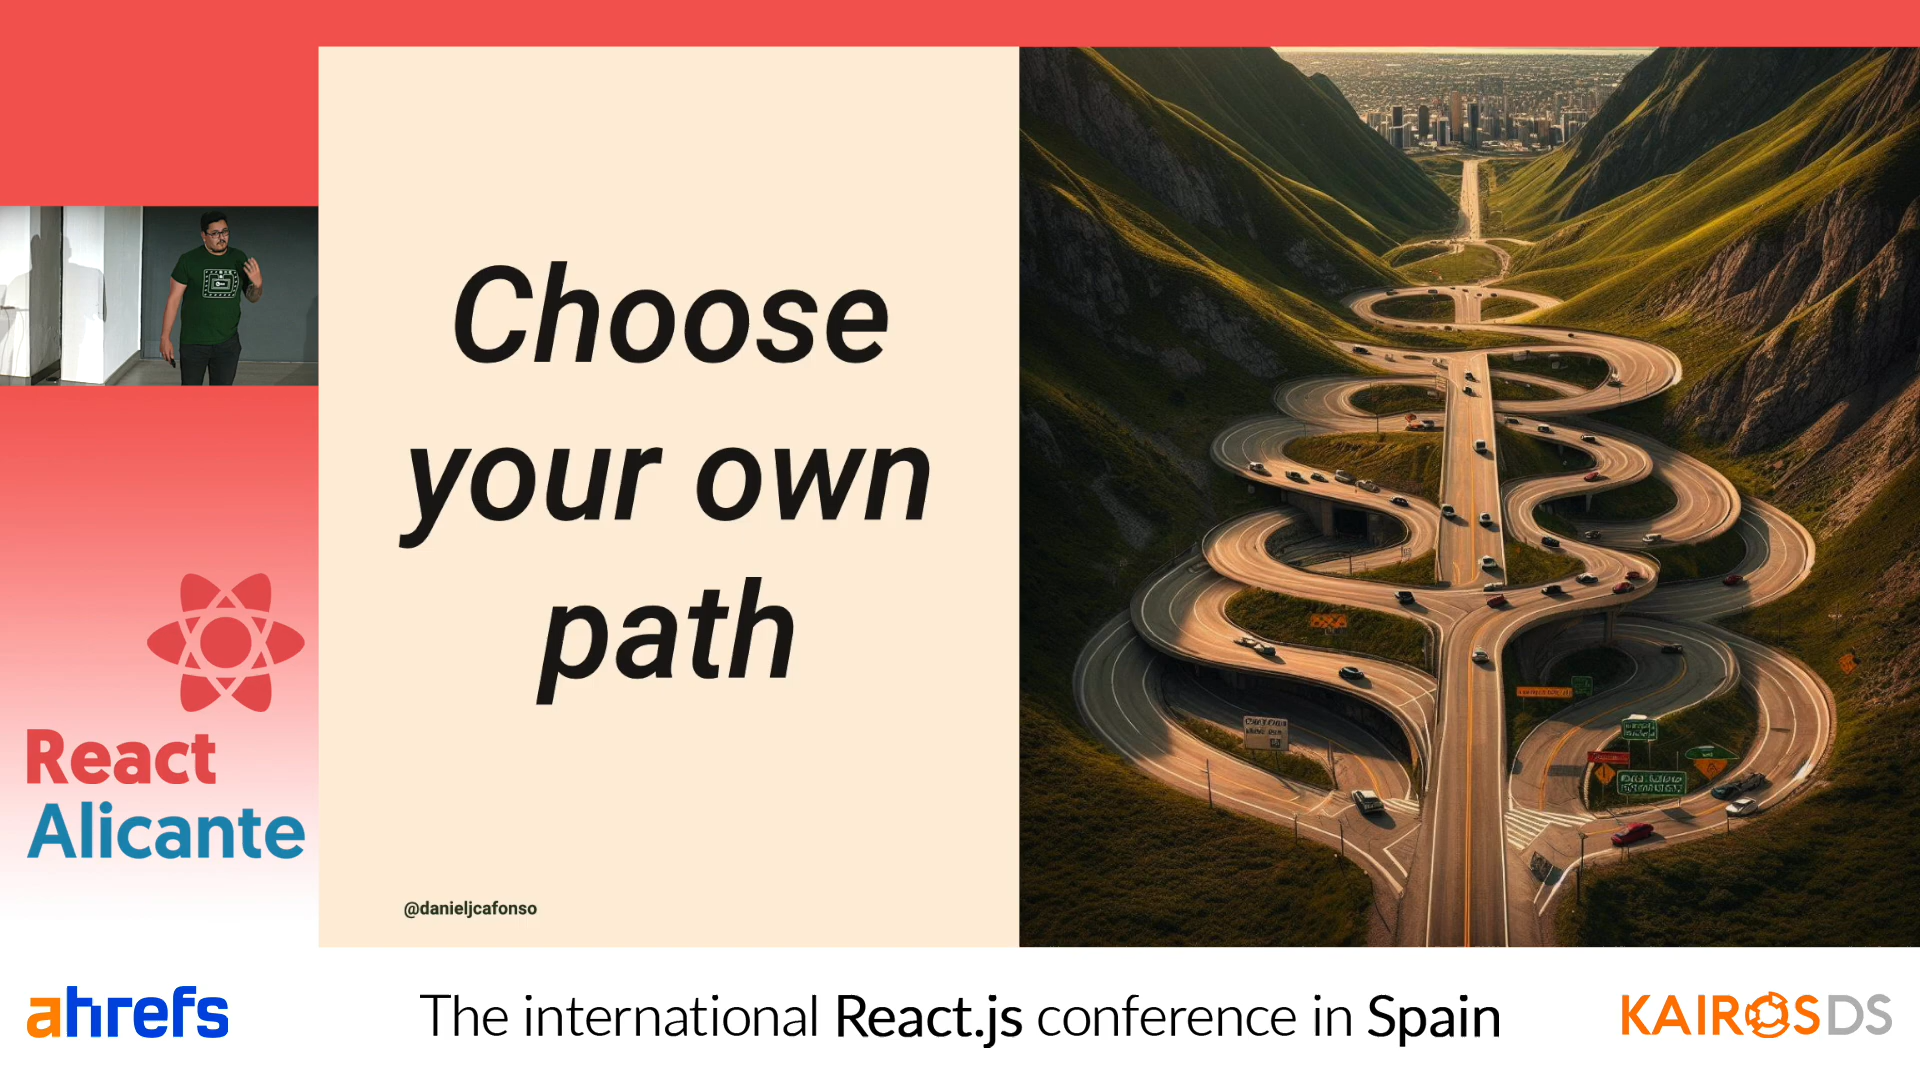 Choose
your own
path
@danieljcafonso
React
Alicante
ahrefs
The international React.js conference in Spain
KAIROS DS